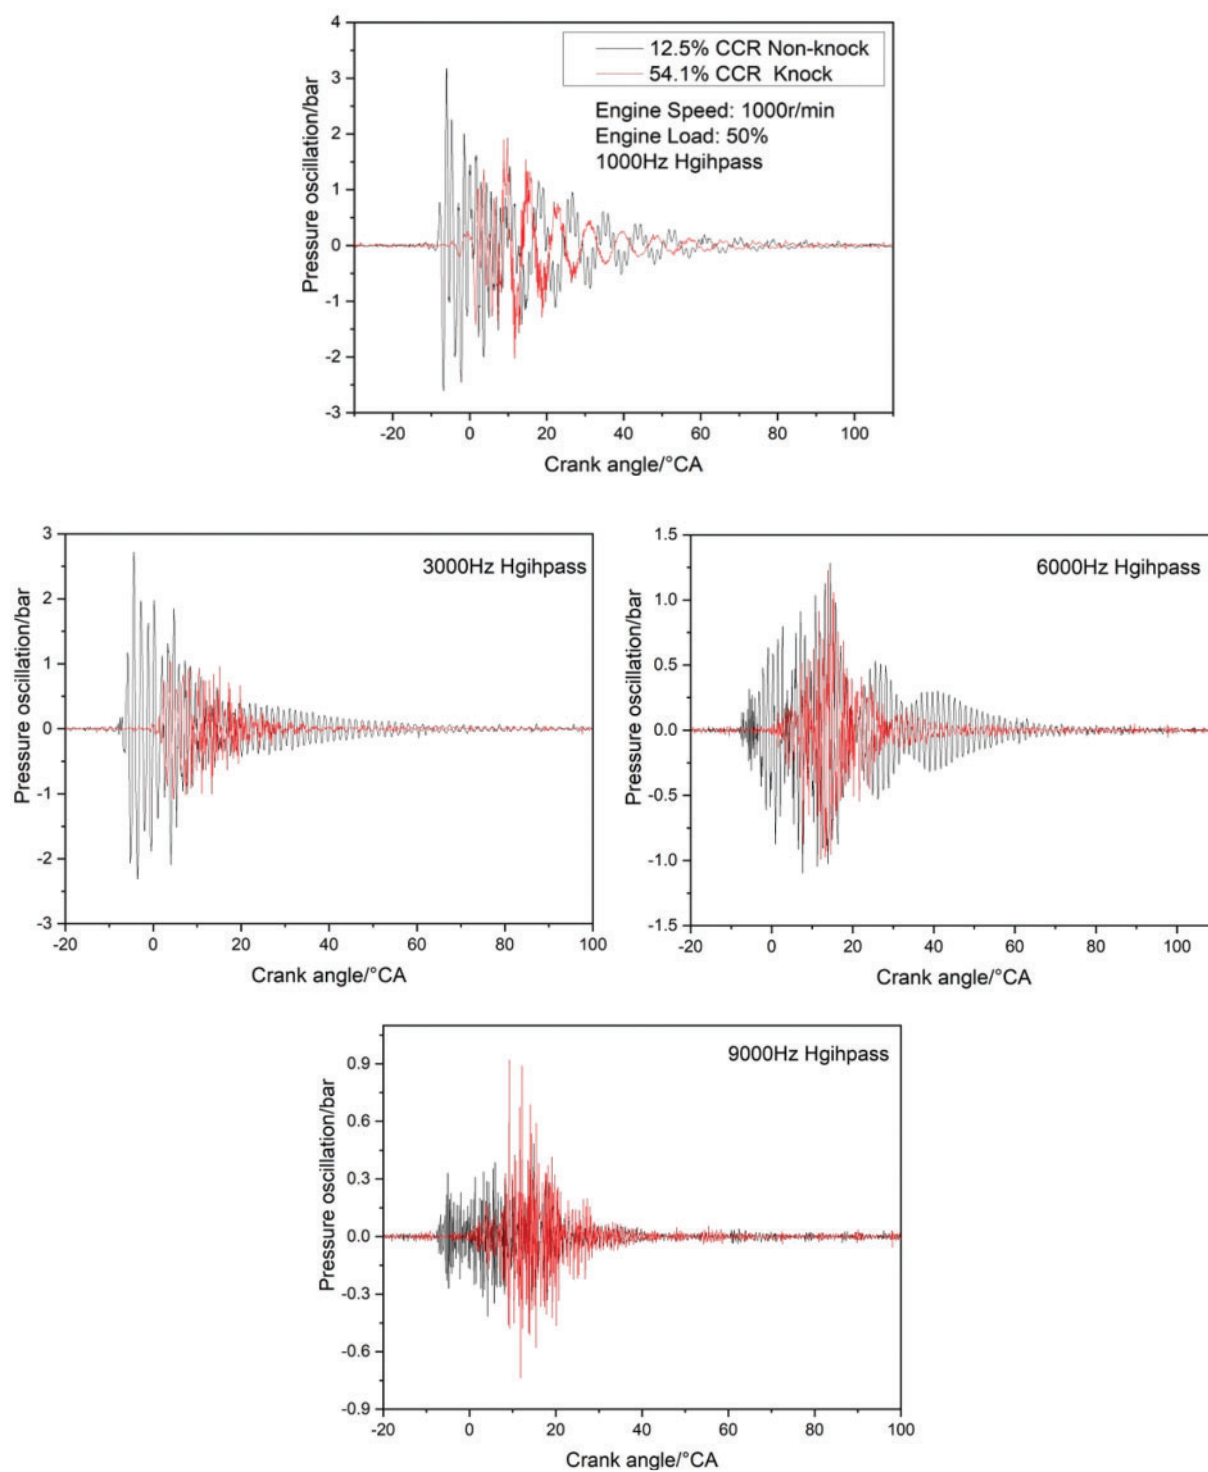 4
3
2
1
0
-1
-2
-3
Pressure oscillation/bar
12.5% CCR Non-knock
54.1% CCR Knock
Engine Speed: 1000r/min
Engine Load: 50%
1000Hz Hgihpass
-20 0 20 40 60 80 100
Crank angle/°CA
3
2
1
0
-1
-2
-3
Pressure oscillation/bar
3000Hz Hgihpass
-20 0 20 40 60 80 100
Crank angle/°CA
1.5
1.0
0.5
0.0
-0.5
-1.0
-1.5
Pressure oscillation/bar
6000Hz Hgihpass
-20 0 20 40 60 80 100
Crank angle/°CA
0.9
0.6
0.3
0.0
-0.3
-0.6
-0.9
Pressure oscillation/bar
9000Hz Hgihpass
-20 0 20 40 60 80 100
Crank angle/°CA